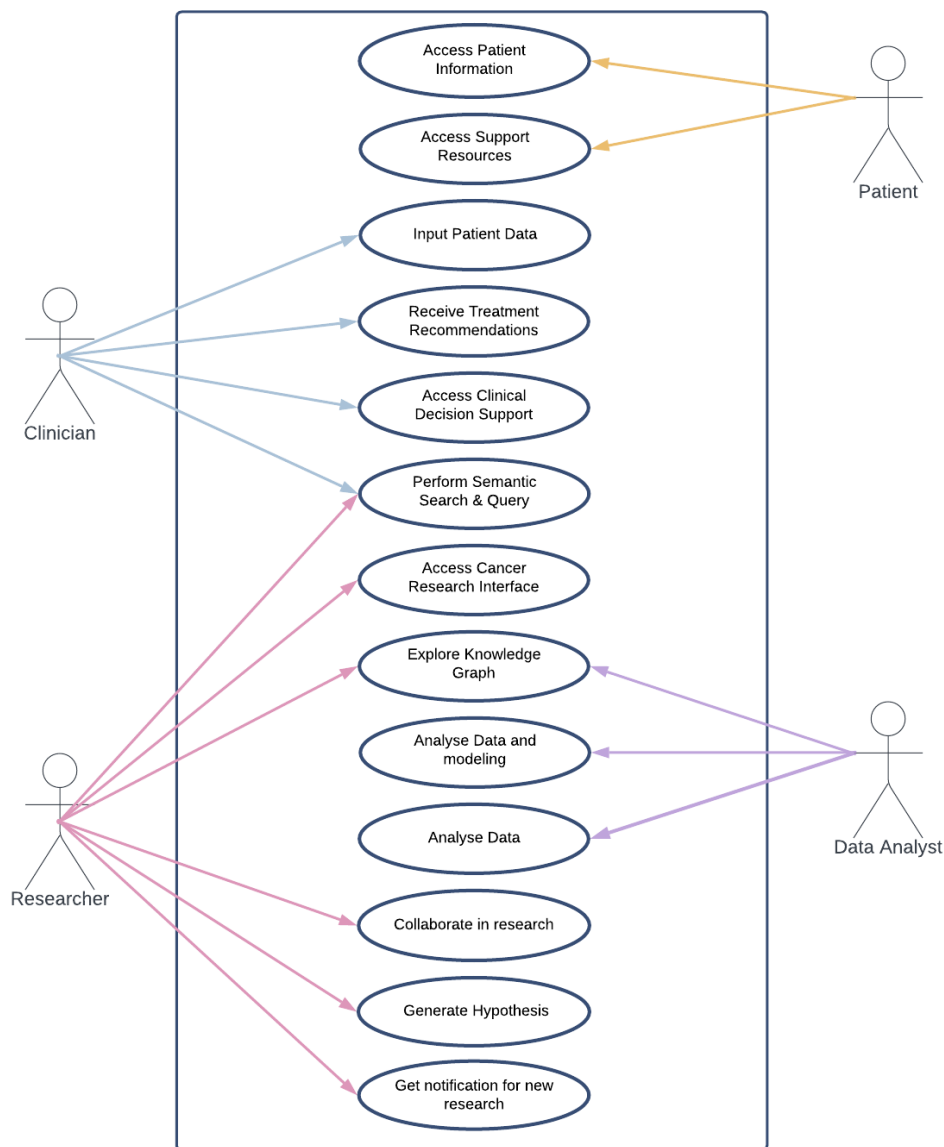 Access Patient
Information
Access Support
Resources
Patient
Input Patient Data
Receive Treatment
Recommendations
Access Clinical
Decision Support
Clinician
Perform Semantic
Search & Query
Access Cancer
Research Interface
Explore Knowledge
Graph
Analyse Data and
modeling
Analyse Data
Data Analyst
Researcher
Collaborate in research
Generate Hypothesis
Get notification for new
research